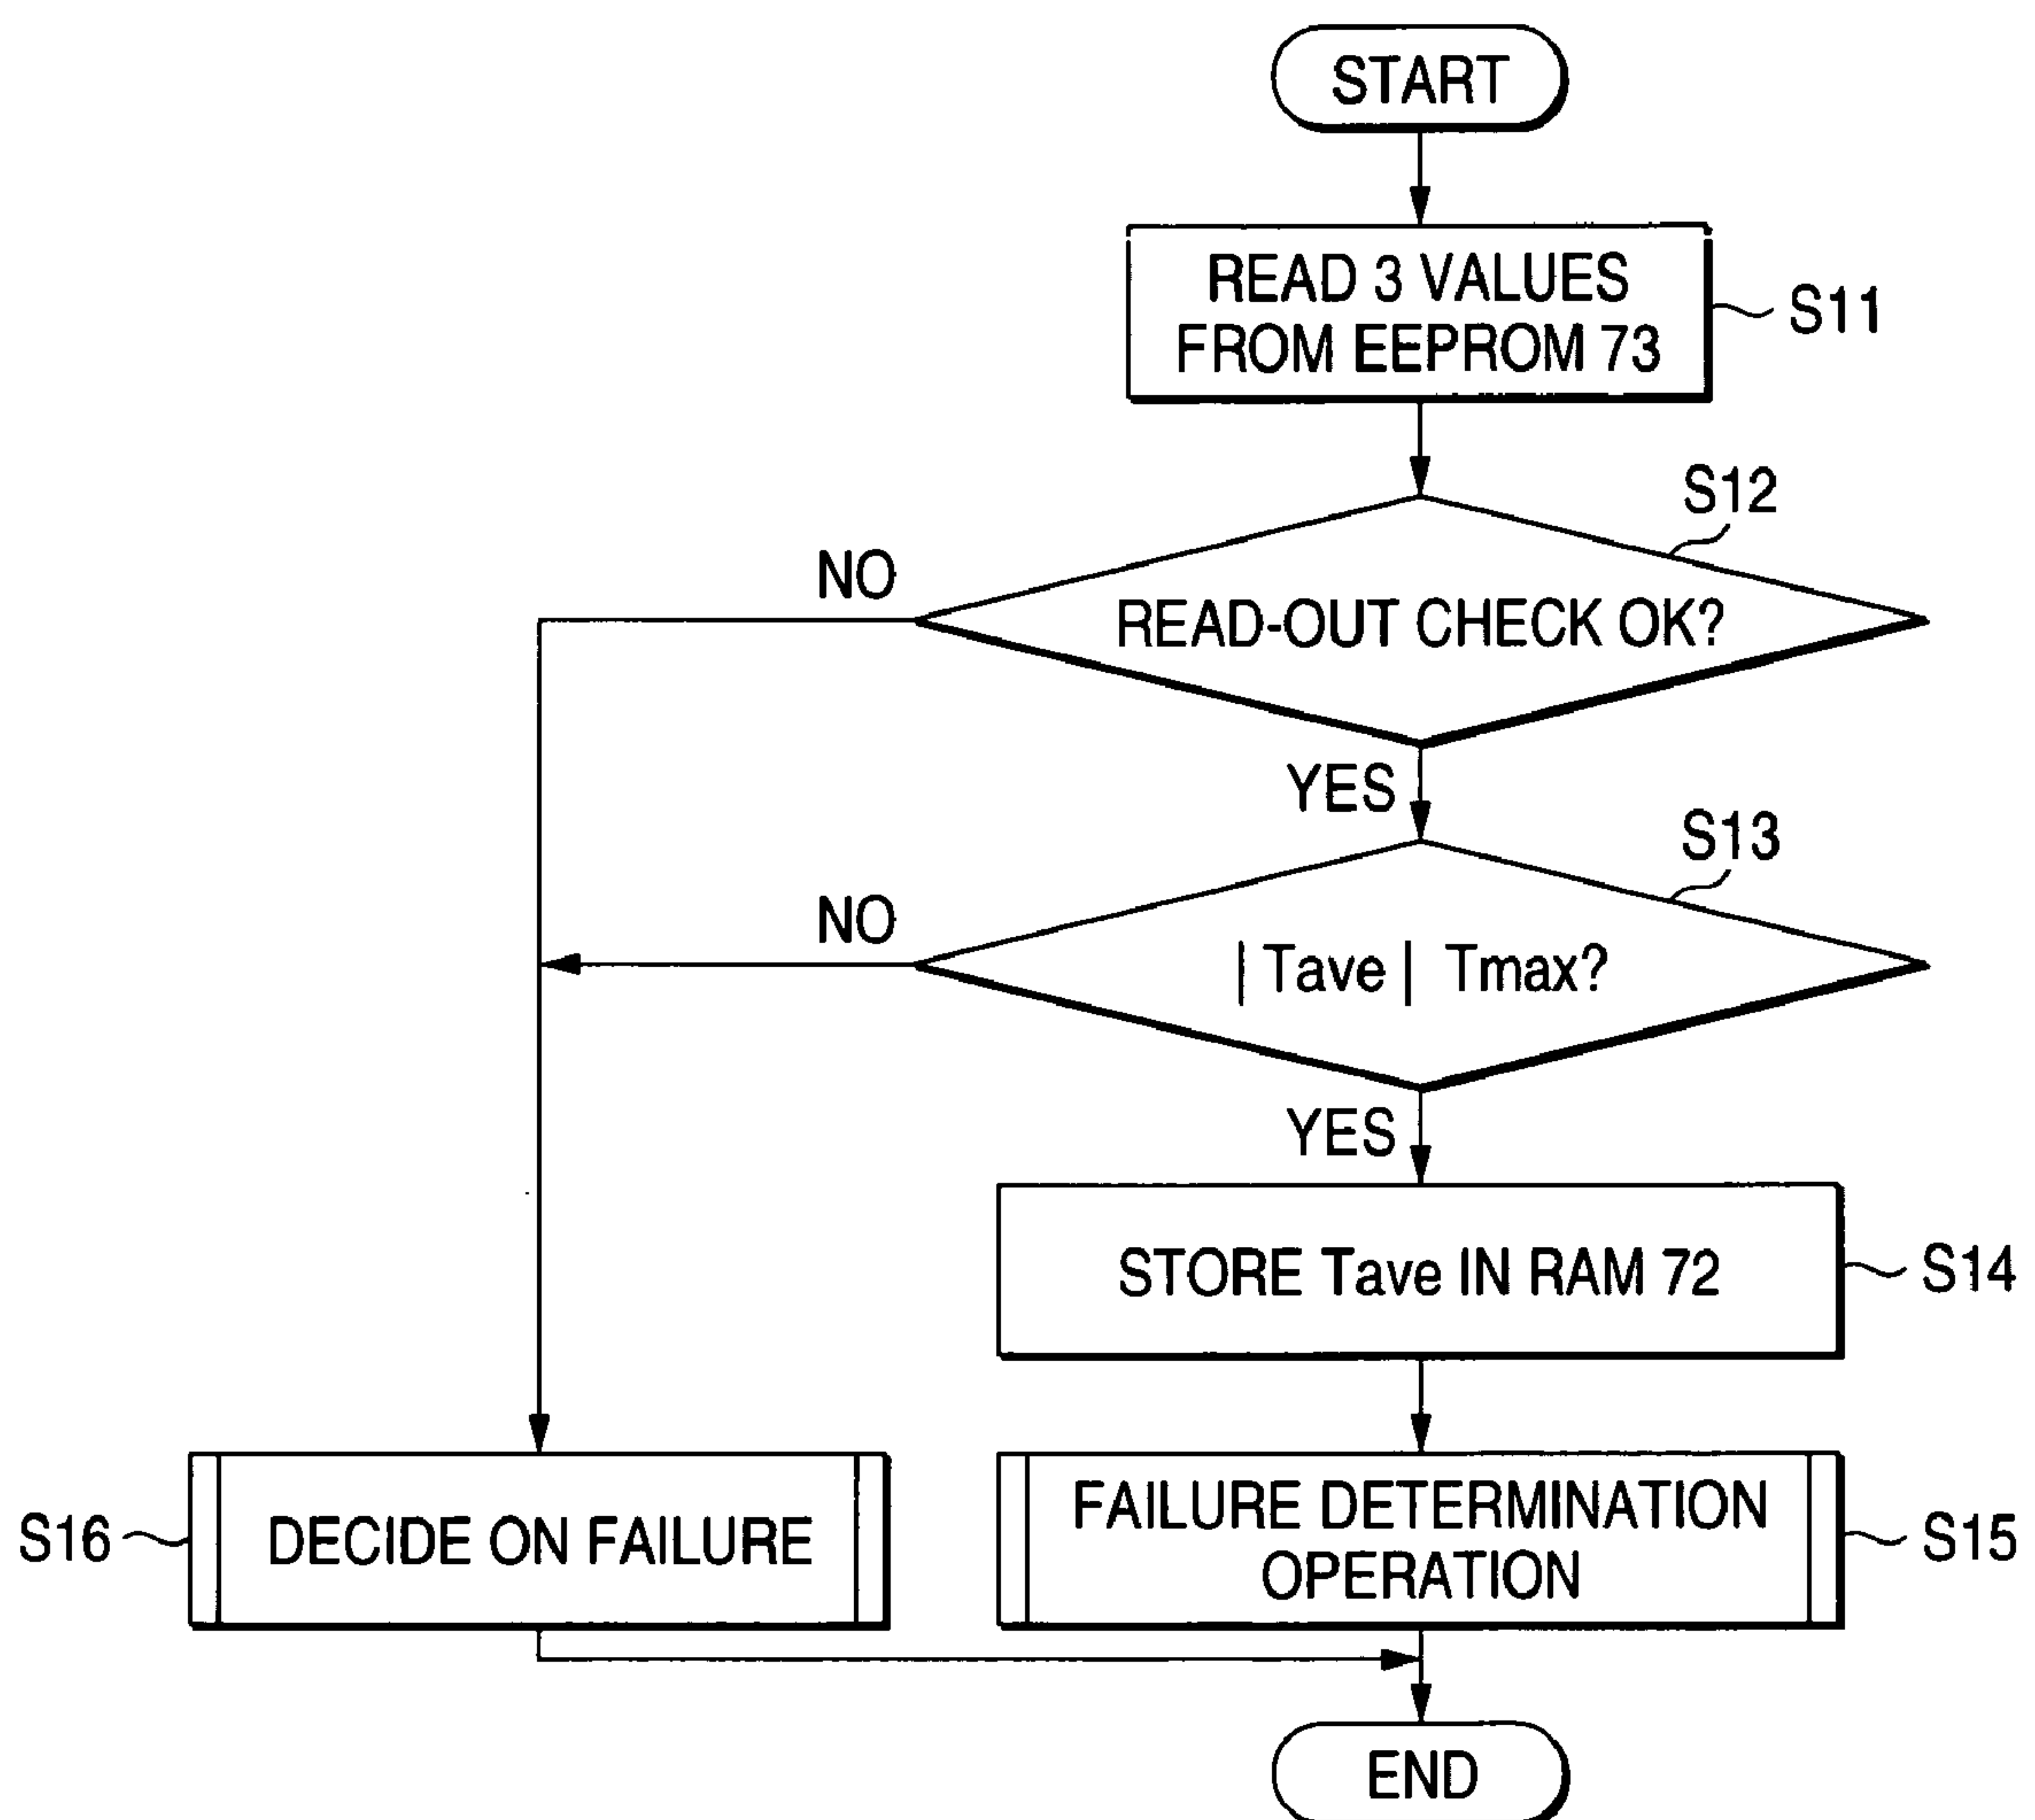 START
READ 3 VALUES
FROM EEPROM 73
S11
S12
NO
READ-OUT CHECK OK?
YES
S13
NO
| Tave | Tmax?
YES
STORE Tave IN RAM 72
S14
S16
DECIDE ON FAILURE
FAILURE DETERMINATION
OPERATION
S15
END